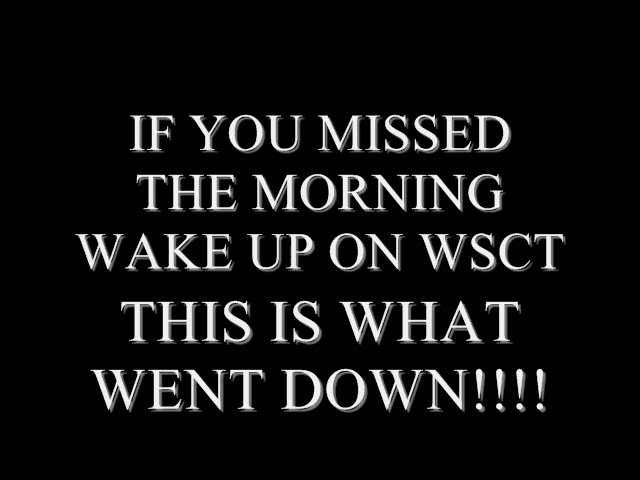 IF YOU MISSED
THE MORNING
WAKE UP ON WSCT
THIS IS WHAT
WENT DOWN!!!!